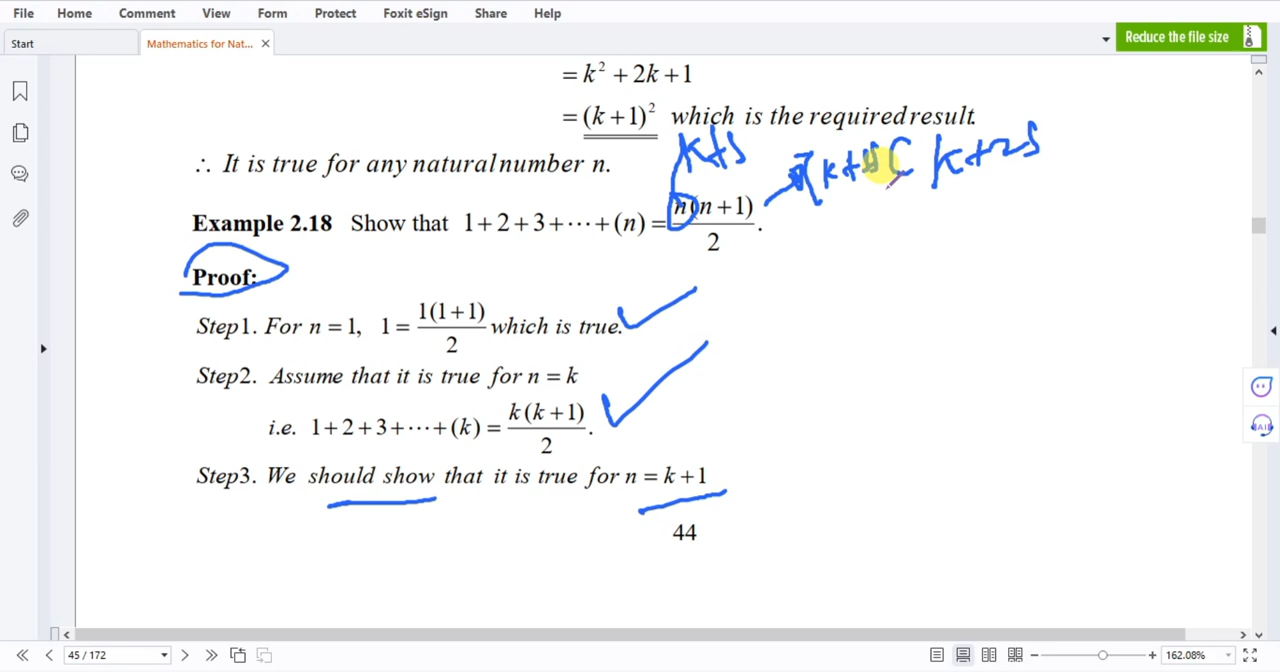 File Home Comment View Form Protect Foxit eSign Share Help
Start Mathematics for Nat... × Reduce the file size
= k² + 2k + 1
= (k + 1)² which is the required result.
∴ It is true for any natural number n.
k+1
k+1 k+2
Example 2.18 Show that 1 + 2 + 3 + ⋯ + (n) = n(n + 1)/2.
Proof:
Step1. For n = 1, 1 = 1(1 + 1)/2 which is true.
Step2. Assume that it is true for n = k
i.e. 1 + 2 + 3 + ⋯ + (k) = k(k + 1)/2.
Step3. We should show that it is true for n = k + 1
44
45 / 172 162.08%